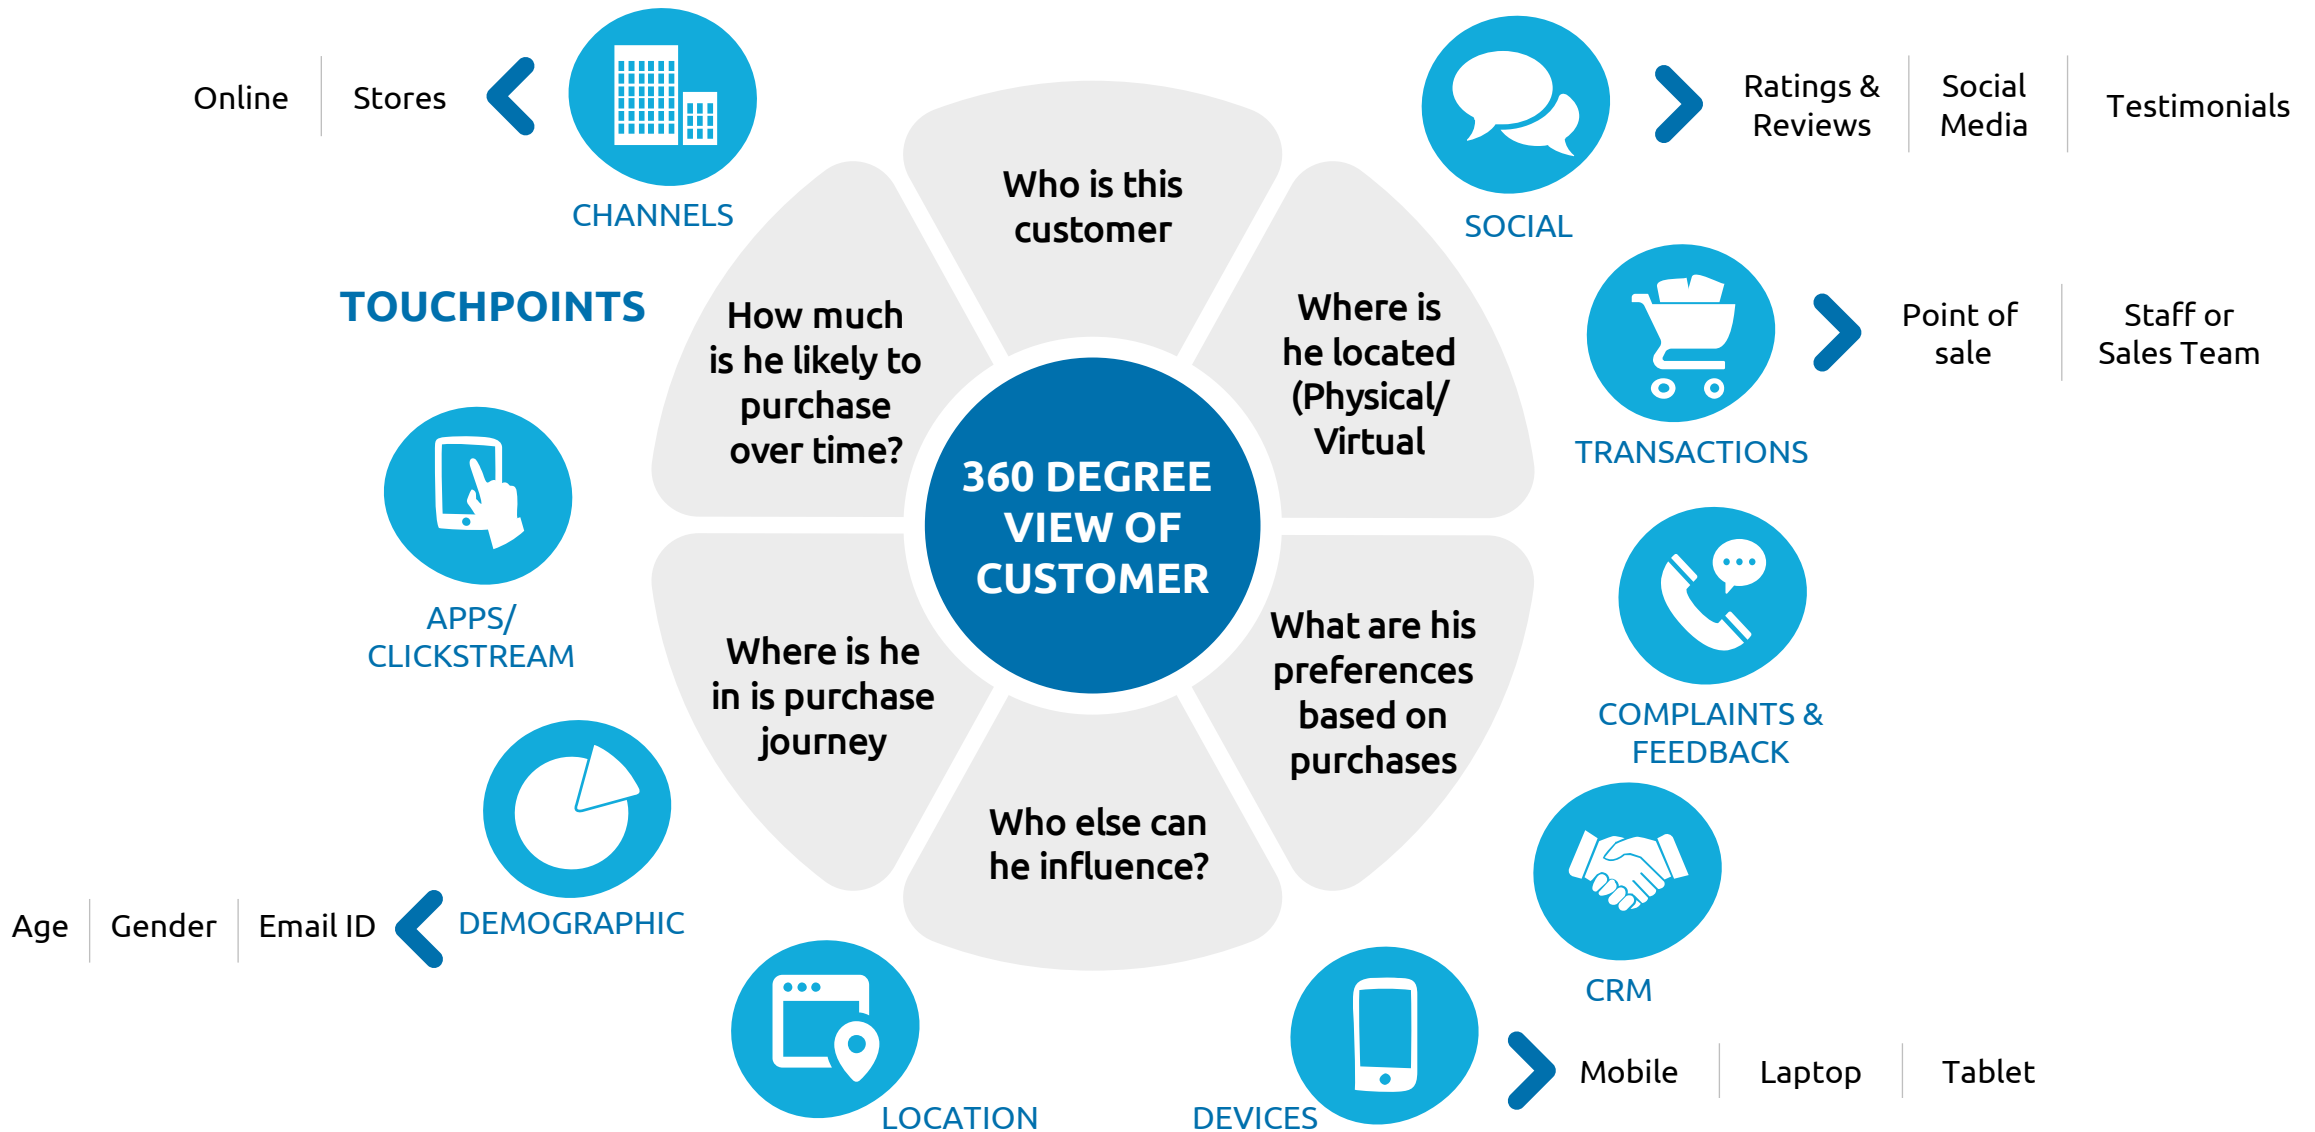 Online
Stores
CHANNELS
TOUCHPOINTS
APPS/
CLICKSTREAM
DEMOGRAPHIC
Age
Gender
Email ID
LOCATION
Who is this
customer
Where is
he located
(Physical/
Virtual
What are his
preferences
based on
purchases
Who else can
he influence?
Where is he
in is purchase
journey
How much
is he likely to
purchase
over time?
360 DEGREE
VIEW OF
CUSTOMER
SOCIAL
Ratings &
Reviews
Social
Media
Testimonials
TRANSACTIONS
Point of
sale
Staff or
Sales Team
COMPLAINTS &
FEEDBACK
CRM
DEVICES
Mobile
Laptop
Tablet